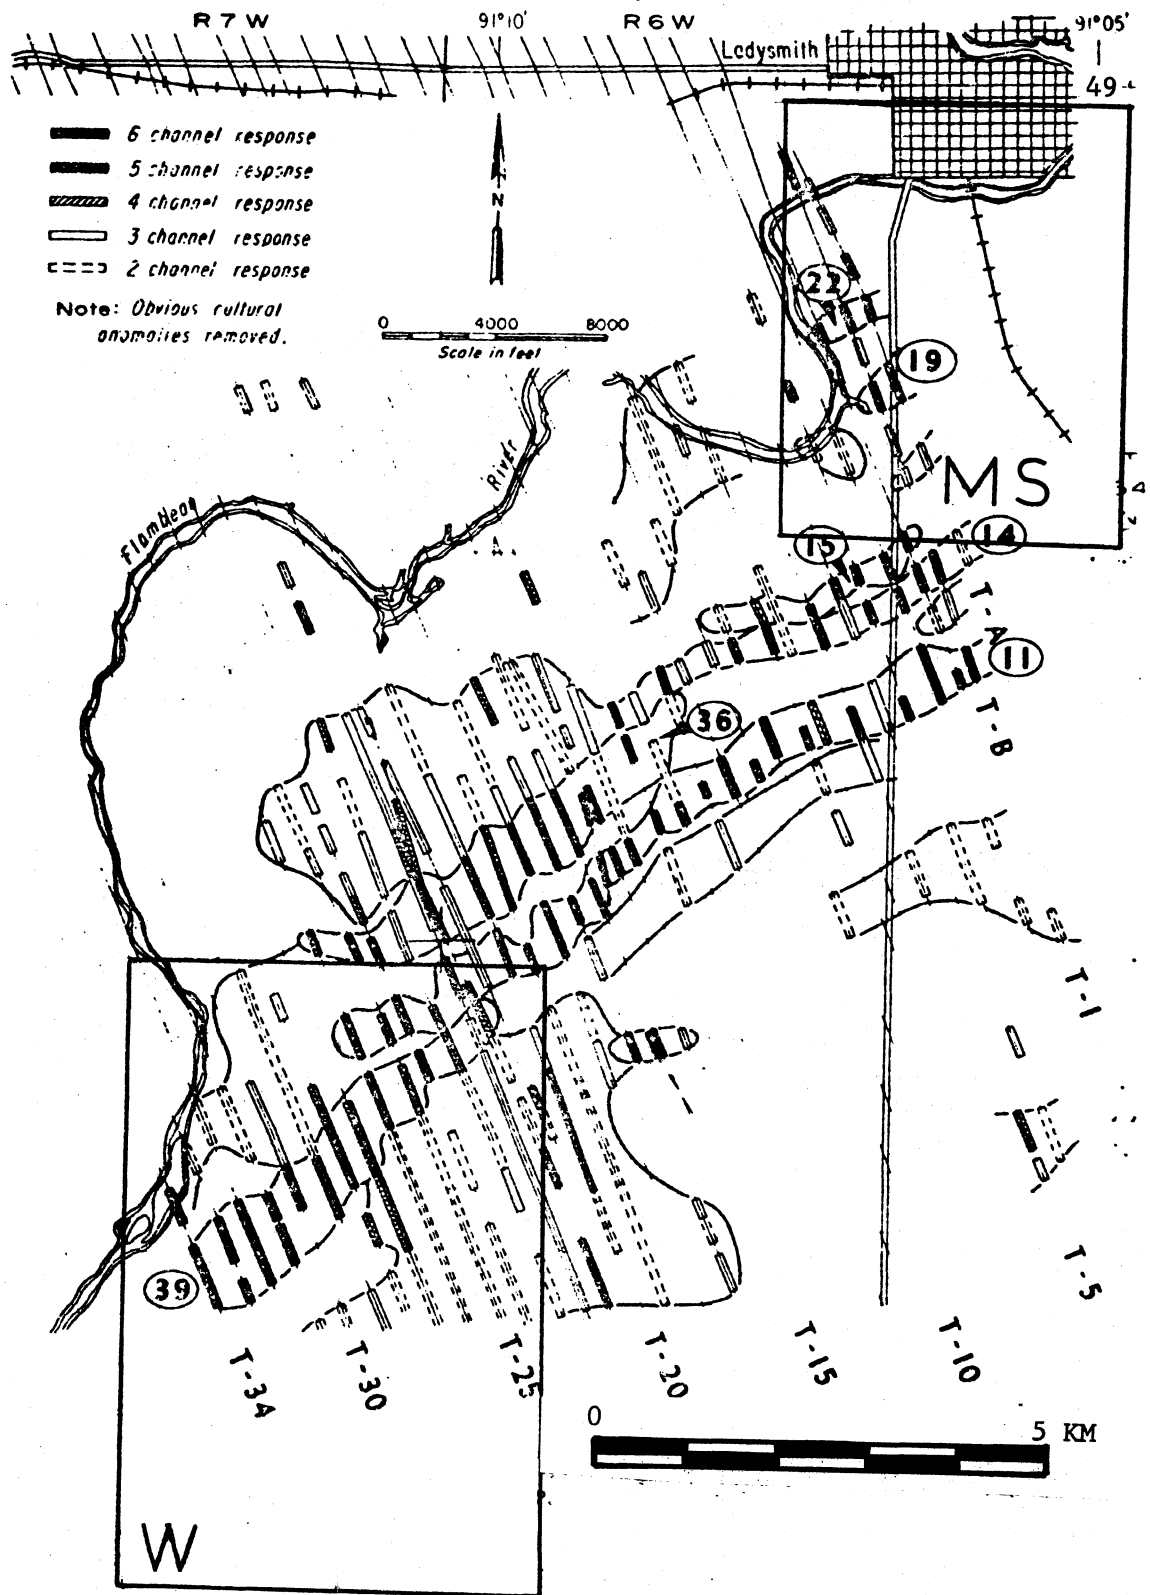 R 7 W
91°10'
R 6 W
91°05'
Ladysmith
49
6 channel response
5 channel response
4 channel response
3 channel response
2 channel response
Note: Obvious cultural
anomalies removed.
N
0 4000 8000
Scale in feet
22
19
MS
Flambeau
River
15
14
T-A
11
T-B
36
T-1
39
T-5
T-34
T-30
T-25
T-20
T-15
T-10
0
5 KM
W